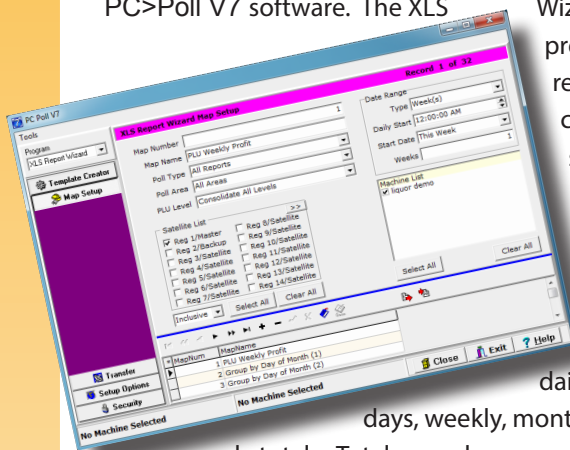 PC>Poll V7 software. The XLS
Wiz
pro
re
PC Poll V7
Tools
Program
XLS Report Wizard
Template Creator
Map Setup
Transfer
Setup Options
Security
No Machine Selected
XLS Report Wizard Map Setup
Record 1 of 32
Map Number 1
Map Name PLU Weekly Profit
Poll Type All Reports
Poll Area All Areas
PLU Level Consolidate All Levels
Satellite List
>>
Reg 1/Master
Reg 2/Backup
Reg 3/Satellite
Reg 4/Satellite
Reg 5/Satellite
Reg 6/Satellite
Reg 7/Satellite
Reg 8/Satellite
Reg 9/Satellite
Reg 10/Satellite
Reg 11/Satellite
Reg 12/Satellite
Reg 13/Satellite
Reg 14/Satellite
Inclusive
Select All
Clear All
Date Range
Type Week(s)
Daily Start 12:00:00 AM
Start Date This Week
Weeks 1
Machine List
liquor demo
Select All
Clear All
MapNum MapName
1 PLU Weekly Profit
2 Group by Day of Month (1)
3 Group by Day of Month (2)
No Machine Selected
Close
Exit
? Help
dai
days, weekly, mont